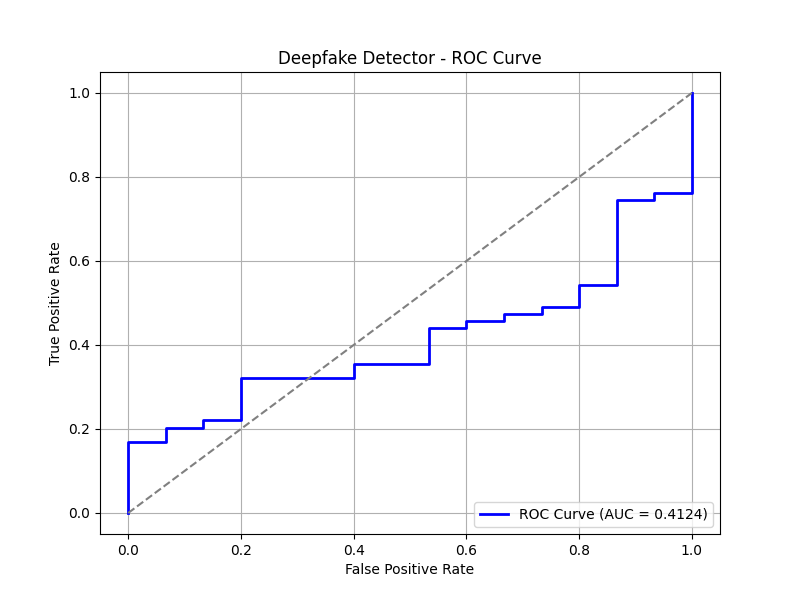 Deepfake Detector - ROC Curve
True Positive Rate
1.0
0.8
0.6
0.4
0.2
0.0
ROC Curve (AUC = 0.4124)
0.0 0.2 0.4 0.6 0.8 1.0
False Positive Rate